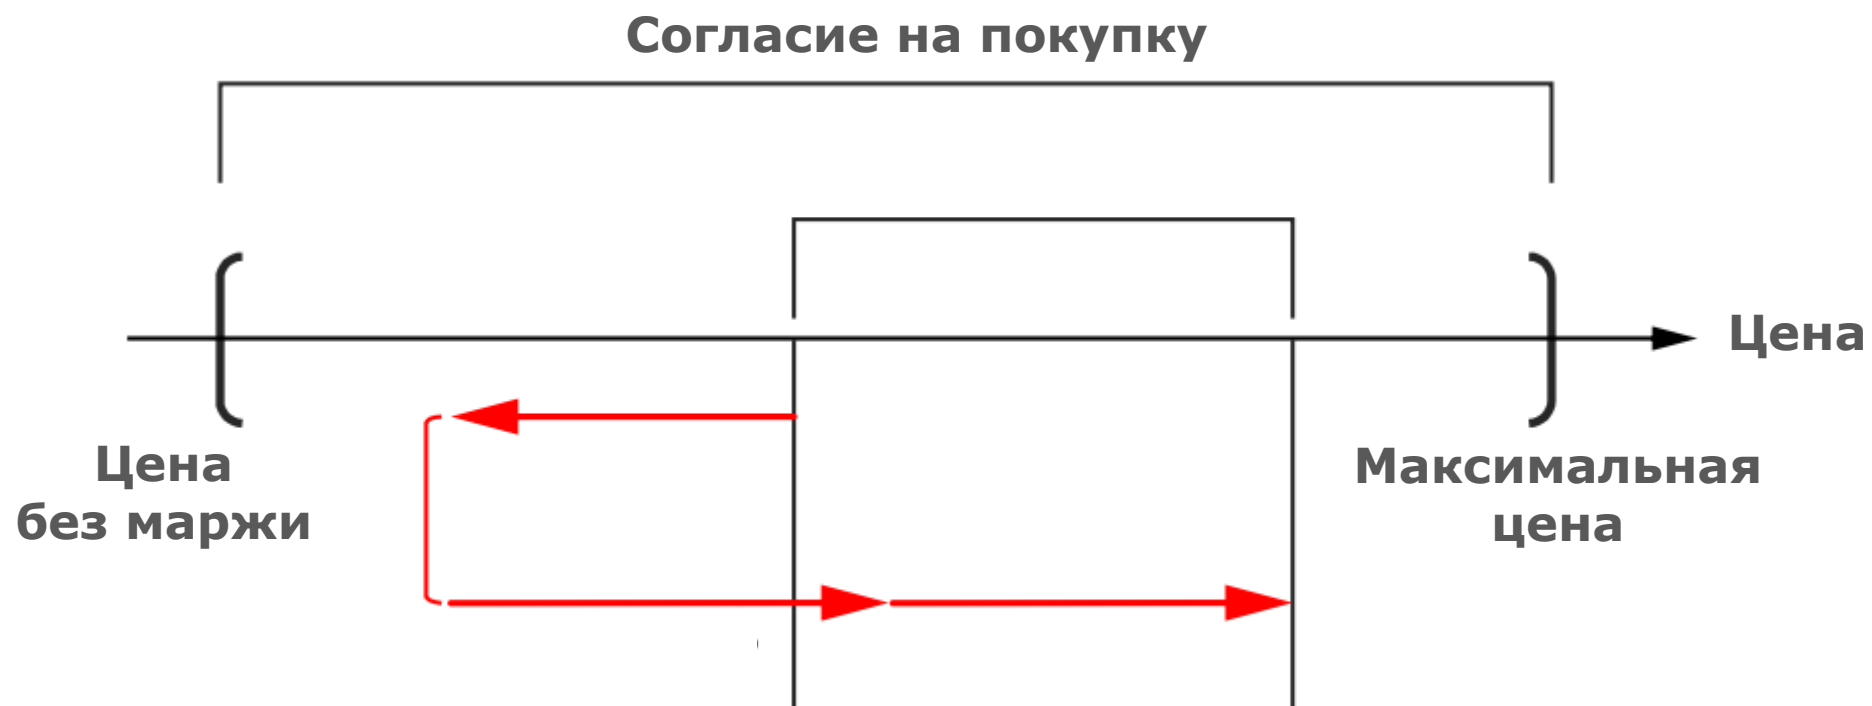 Согласие на покупку
Цена
Цена
без маржи
Максимальная
цена